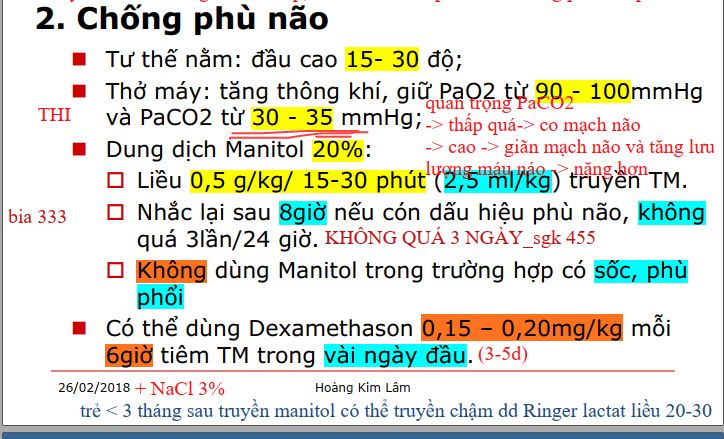 2. Chống phù não
Tư thế nằm: đầu cao 15- 30 độ;
Thở máy: tăng thông khí, giữ PaO2 từ 90 - 100mmHg
THI
và PaCO2 từ 30 - 35 mmHg;
quan trọng PaCO2
-> thấp quá-> co mạch não
-> cao -> giãn mạch não và tăng lưu
lượng máu não -> nặng hơn
Dung dịch Manitol 20%:
Liều 0,5 g/kg/ 15-30 phút (2,5 ml/kg) truyền TM.
bia 333
Nhắc lại sau 8giờ nếu cón dấu hiệu phù não, không
quá 3lần/24 giờ. KHÔNG QUÁ 3 NGÀY_sgk 455
Không dùng Manitol trong trường hợp có sốc, phù
phổi
Có thể dùng Dexamethason 0,15 – 0,20mg/kg mỗi
6giờ tiêm TM trong vài ngày đầu. (3-5d)
26/02/2018 + NaCl 3% Hoàng Kim Lâm
trẻ < 3 tháng sau truyền manitol có thể truyền chậm dd Ringer lactat liều 20-30